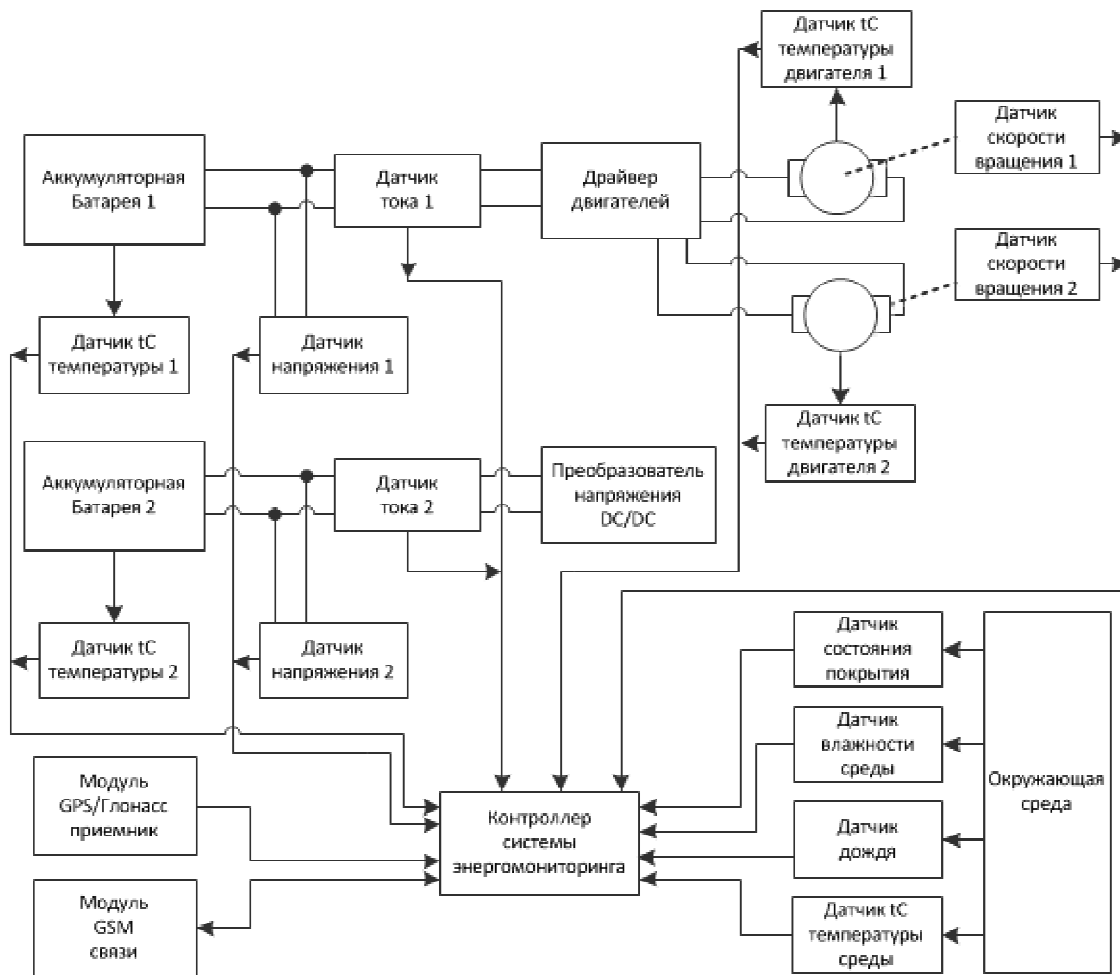 Датчик tC
температуры
двигателя 1
Датчик
скорости
вращения 1
Аккумуляторная
Батарея 1
Датчик
тока 1
Драйвер
двигателей
Датчик
скорости
вращения 2
Датчик tC
температуры 1
Датчик
напряжения 1
Датчик tC
температуры
двигателя 2
Аккумуляторная
Батарея 2
Датчик
тока 2
Преобразователь
напряжения
DC/DC
Датчик tC
температуры 2
Датчик
напряжения 2
Датчик
состояния
покрытия
Датчик
влажности
среды
Окружающая
среда
Модуль
GPS/Глонасс
приемник
Контроллер
системы
энергомониторинга
Датчик
дождя
Модуль
GSM
связи
Датчик tC
температуры
среды